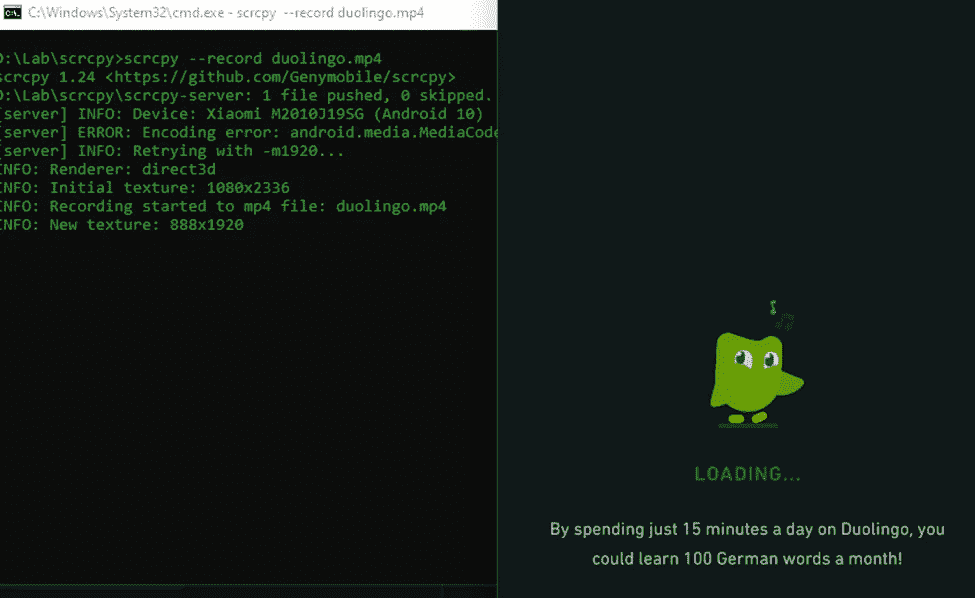 C:\Windows\System32\cmd.exe - scrcpy --record duolingo.mp4
D:\Lab\scrcpy>scrcpy --record duolingo.mp4
scrcpy 1.24 <https://github.com/Genymobile/scrcpy>
D:\Lab\scrcpy\scrcpy-server: 1 file pushed, 0 skipped.
[server] INFO: Device: Xiaomi M2010J19SG (Android 10)
[server] ERROR: Encoding error: android.media.MediaCode
[server] INFO: Retrying with -m1920...
INFO: Renderer: direct3d
INFO: Initial texture: 1080x2336
INFO: Recording started to mp4 file: duolingo.mp4
INFO: New texture: 888x1920
LOADING...
By spending just 15 minutes a day on Duolingo, you
could learn 100 German words a month!